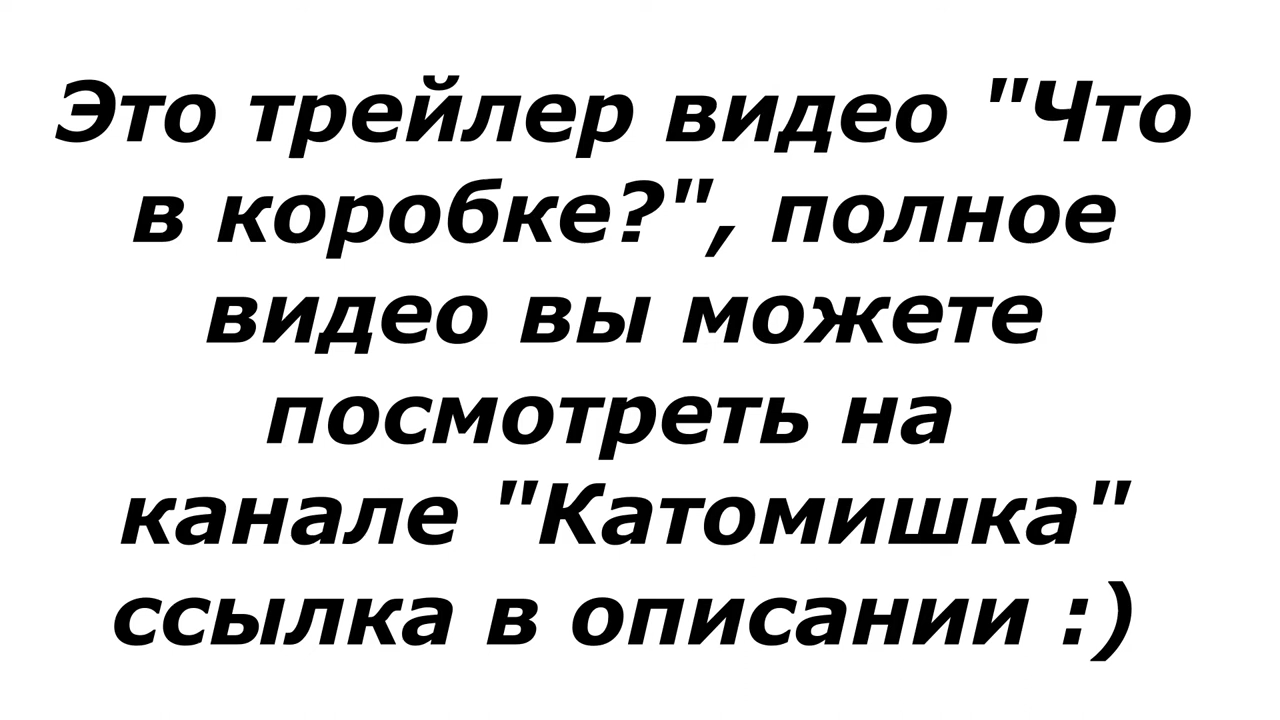 Это трейлер видео "Что
в коробке?", полное
видео вы можете
посмотреть на
канале "Катомишка"
ссылка в описании :)